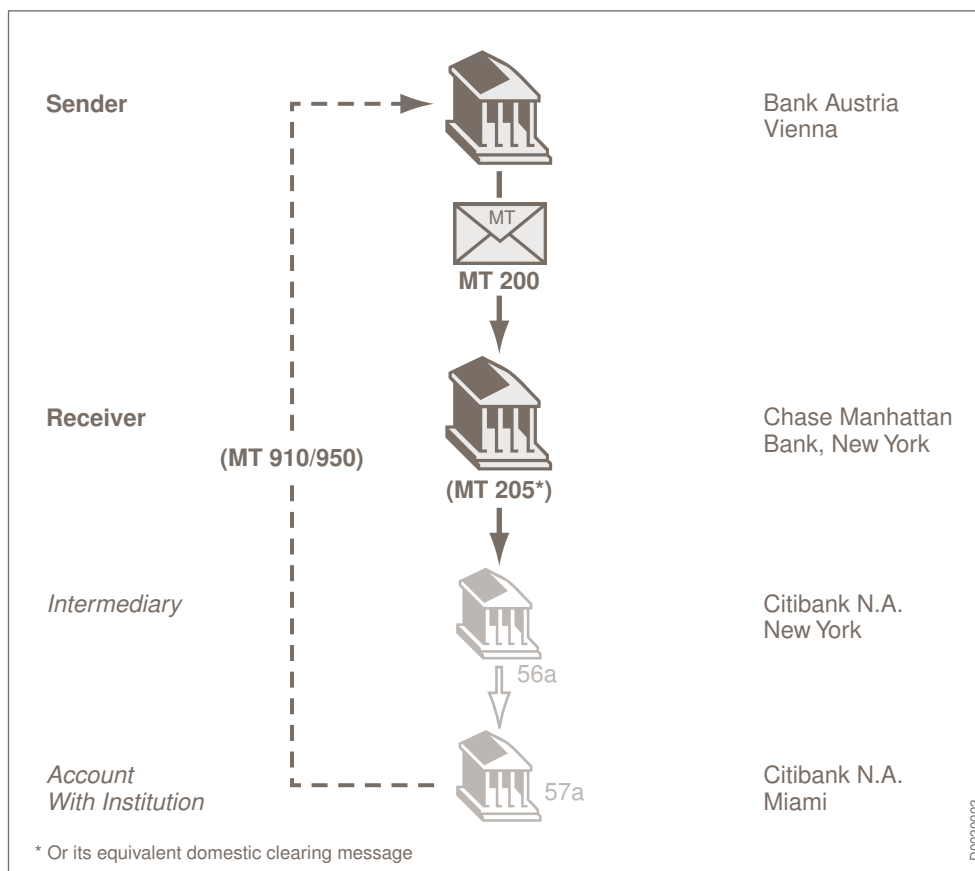 Sender
Bank Austria
Vienna
MT
MT 200
Receiver
Chase Manhattan
Bank, New York
(MT 910/950)
(MT 205*)
Intermediary
Citibank N.A.
New York
56a
Account
With Institution
57a
Citibank N.A.
Miami
* Or its equivalent domestic clearing message